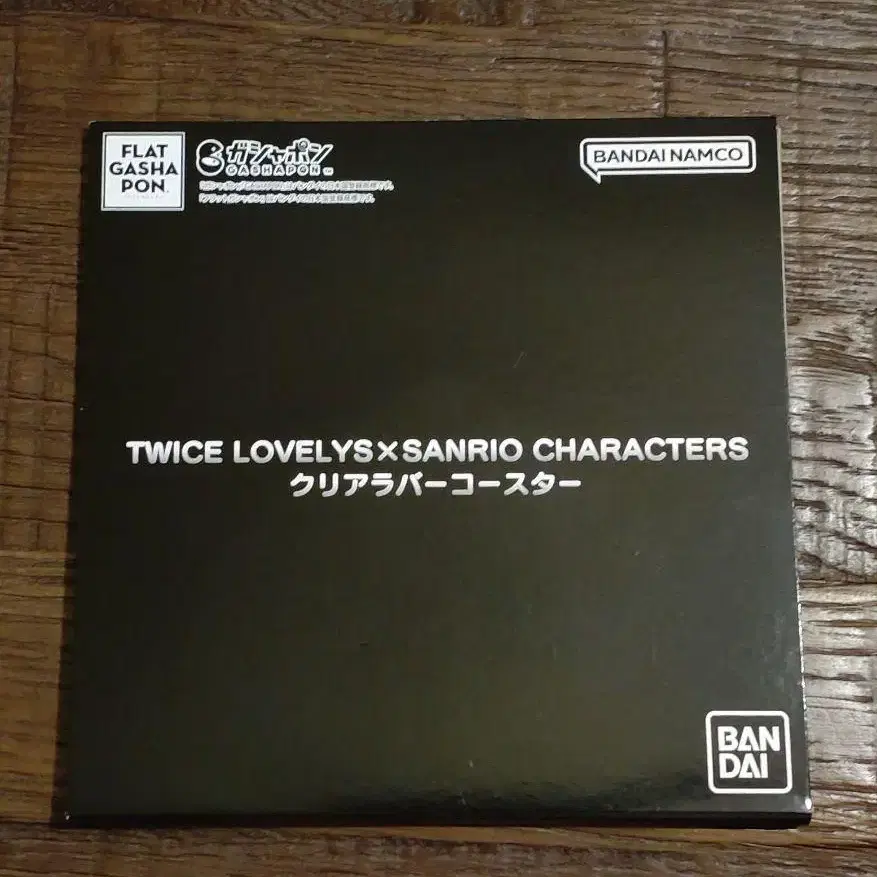 FLAT
GASHA
PON
ガシャポン
GASHAPON TM
BANDAI NAMCO
TWICE LOVELYS×SANRIO CHARACTERS
クリアラバーコースター
BAN
DAI